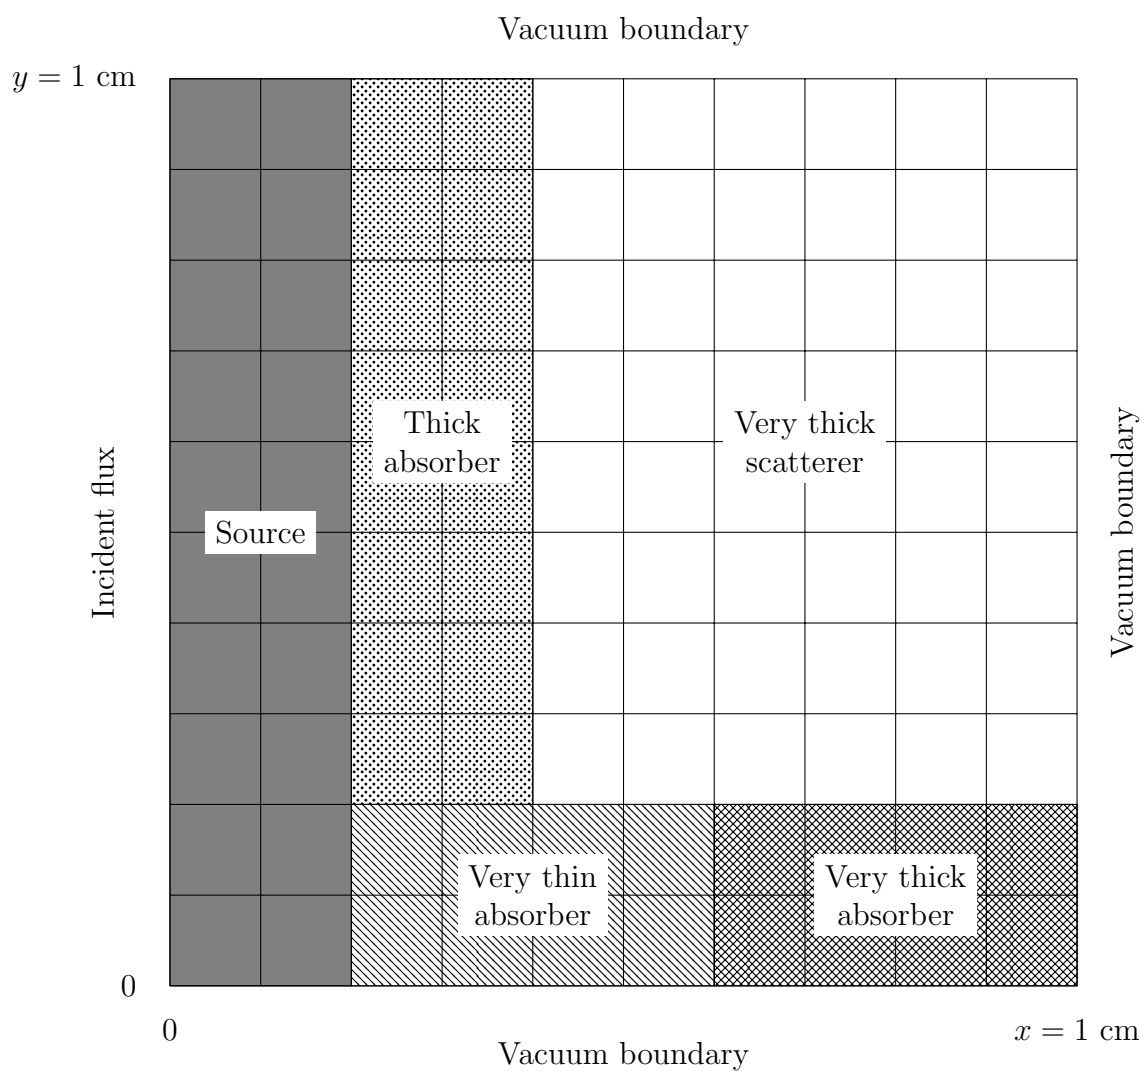 Vacuum boundary
y = 1 cm
Thick
absorber
Very thick
scatterer
Incident flux
Source
Vacuum boundary
Very thin
absorber
Very thick
absorber
0
0
x = 1 cm
Vacuum boundary